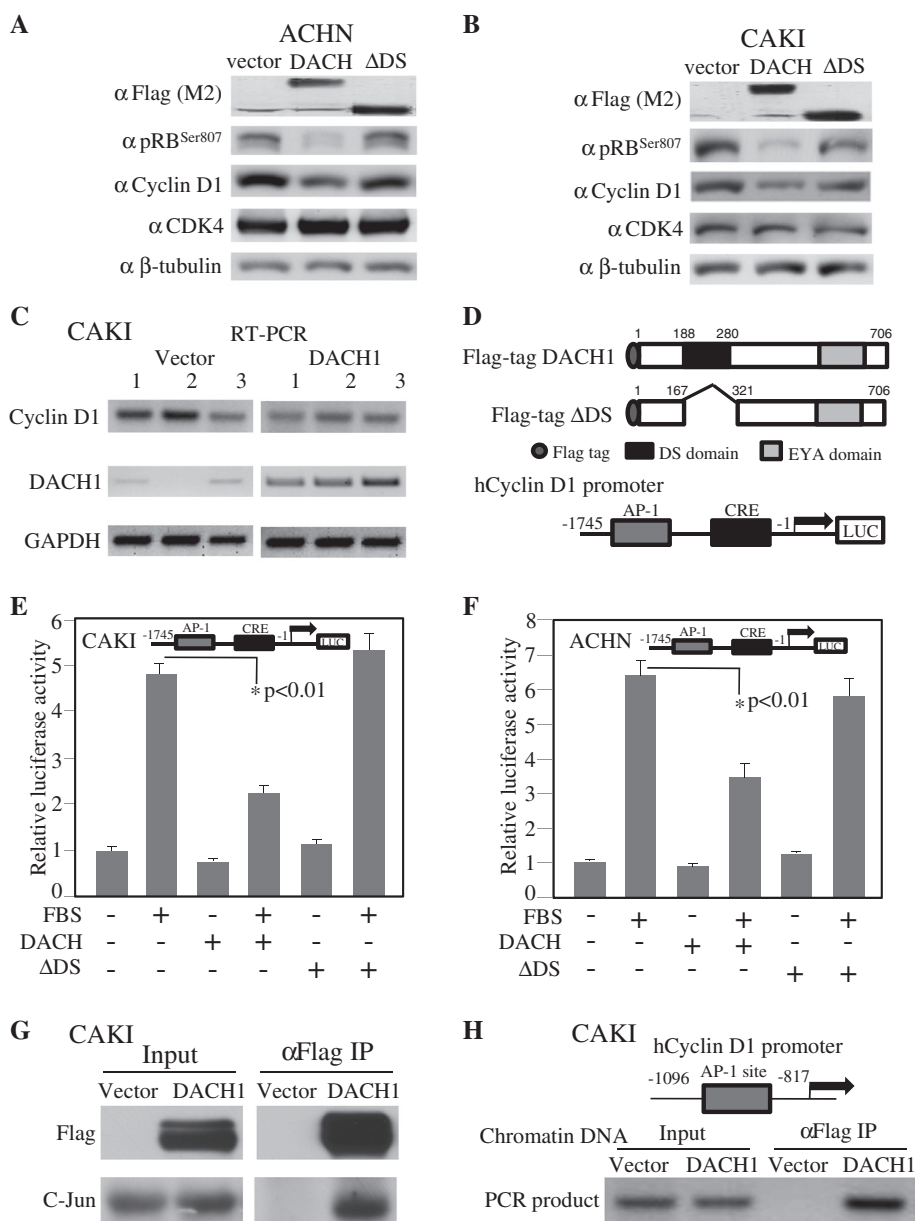 A
ACHN
vector DACH ΔDS
α Flag (M2)
α pRB^Ser807
α Cyclin D1
α CDK4
α β-tubulin
B
CAKI
vector DACH ΔDS
α Flag (M2)
α pRB^Ser807
α Cyclin D1
α CDK4
α β-tubulin
C
CAKI RT-PCR
Vector DACH1
1 2 3 1 2 3
Cyclin D1
DACH1
GAPDH
D
1 188 280 706
Flag-tag DACH1
1 167 321 706
Flag-tag ΔDS
Flag tag DS domain EYA domain
hCyclin D1 promoter
-1745 AP-1 CRE -1 LUC
E
CAKI
-1745 AP-1 CRE -1 LUC
* p<0.01
Relative luciferase activity
6
5
4
3
2
1
0
FBS - + - + - +
DACH - - + + - -
ΔDS - - - - + +
F
ACHN
-1745 AP-1 CRE -1 LUC
* p<0.01
Relative luciferase activity
8
7
6
5
4
3
2
1
0
FBS - + - + - +
DACH - - + + - -
ΔDS - - - - + +
G
CAKI
Input αFlag IP
Vector DACH1 Vector DACH1
Flag
C-Jun
H
CAKI
hCyclin D1 promoter
-1096 AP-1 site -817
Chromatin DNA Input αFlag IP
Vector DACH1 Vector DACH1
PCR product